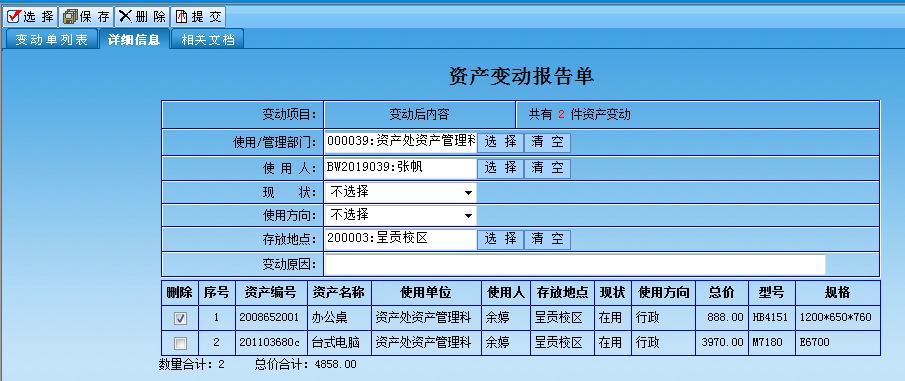 选 择 保 存 删 除 提 交
变动单列表 详细信息 相关文档
资产变动报告单
变动项目: 变动后内容 共有 2 件资产变动
使用/管理部门: 000039:资产处资产管理科 选 择 清 空
使 用 人: BW2019039:张帆 选 择 清 空
现 状: 不选择
使用方向: 不选择
存放地点: 200003:呈贡校区 选 择 清 空
变动原因:
删除 序号 资产编号 资产名称 使用单位 使用人 存放地点 现状 使用方向 总价 型号 规格
1 2008652001 办公桌 资产处资产管理科 余婷 呈贡校区 在用 行政 888.00 HB4151 1200*650*760
2 201103680c 台式电脑 资产处资产管理科 余婷 呈贡校区 在用 行政 3970.00 M7180 E6700
数量合计: 2 总价合计: 4858.00